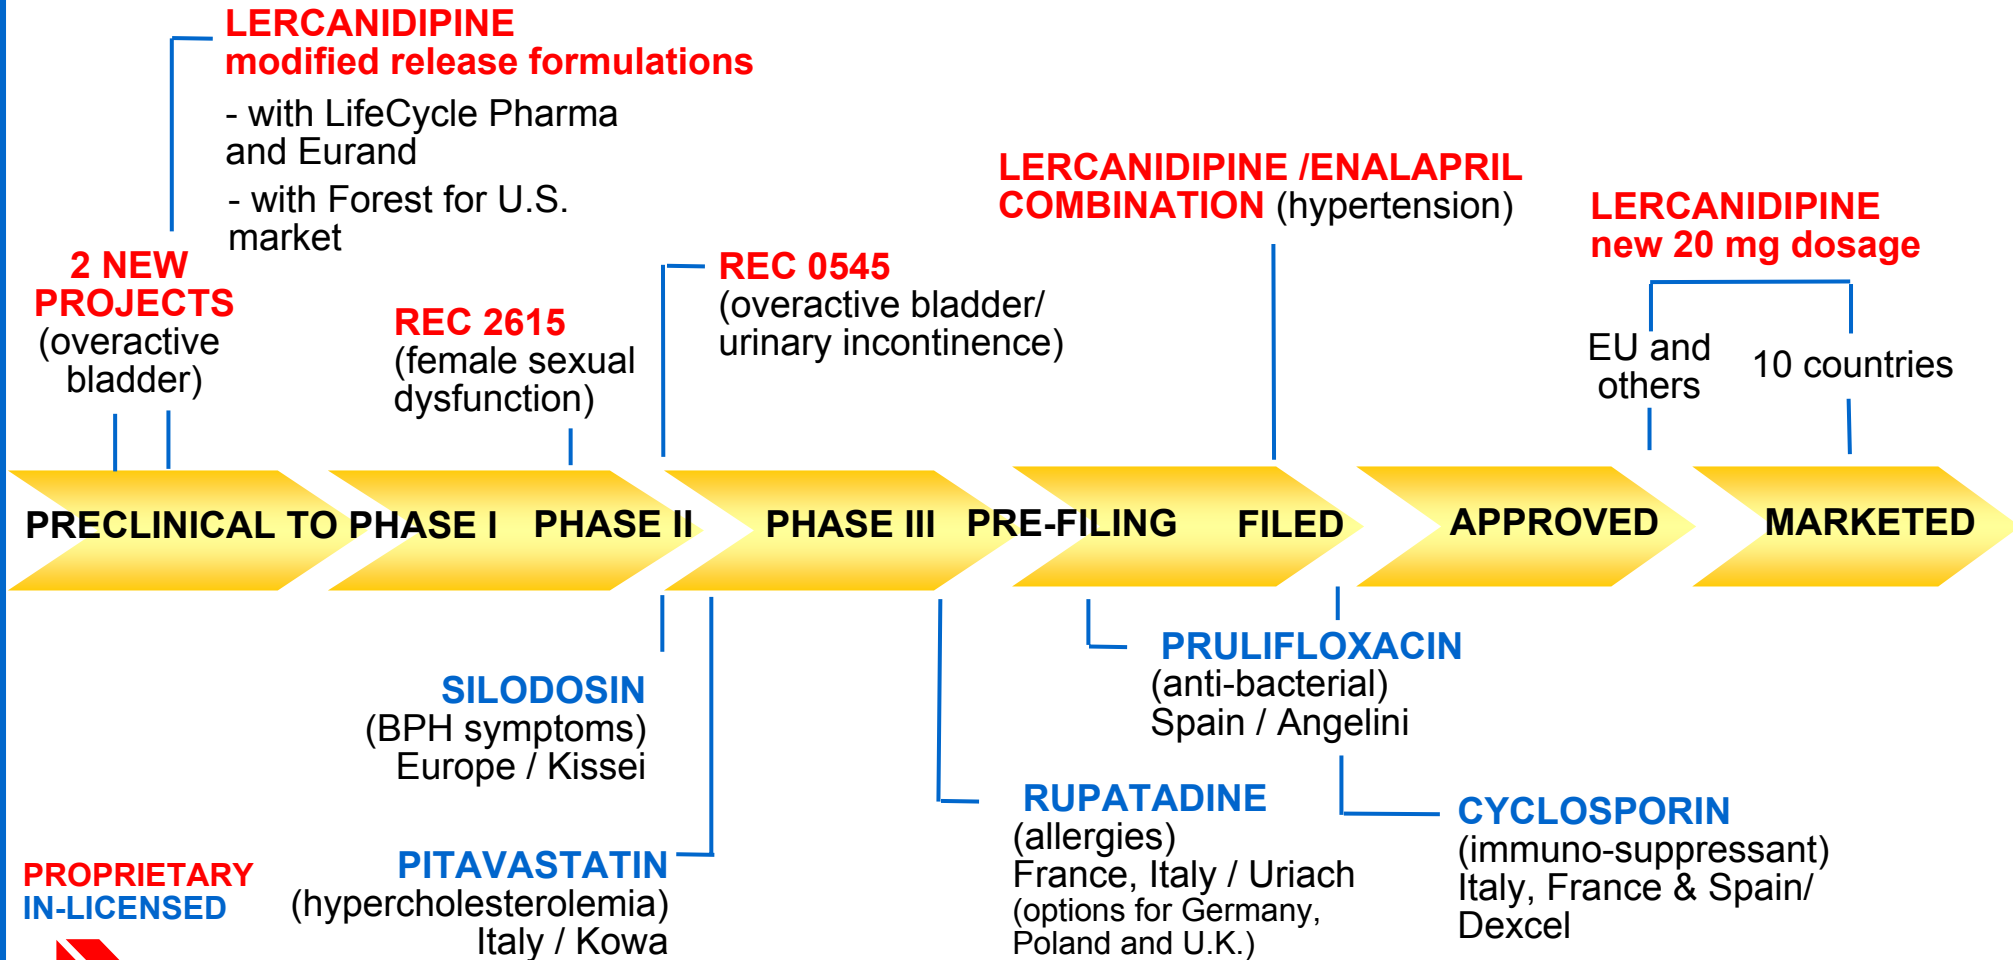 LERCANIDIPINE
modified release formulations
- with LifeCycle Pharma
and Eurand
- with Forest for U.S.
market
2 NEW
PROJECTS
(overactive
bladder)
REC 2615
(female sexual
dysfunction)
REC 0545
(overactive bladder/
urinary incontinence)
LERCANIDIPINE /ENALAPRIL
COMBINATION (hypertension)
LERCANIDIPINE
new 20 mg dosage
EU and
others
10 countries
PRECLINICAL TO PHASE I PHASE II PHASE III PRE-FILING FILED APPROVED MARKETED
SILODOSIN
(BPH symptoms)
Europe / Kissei
PITAVASTATIN
(hypercholesterolemia)
Italy / Kowa
PRULIFLOXACIN
(anti-bacterial)
Spain / Angelini
RUPATADINE
(allergies)
France, Italy / Uriach
(options for Germany,
Poland and U.K.)
CYCLOSPORIN
(immuno-suppressant)
Italy, France & Spain/
Dexcel
PROPRIETARY
IN-LICENSED